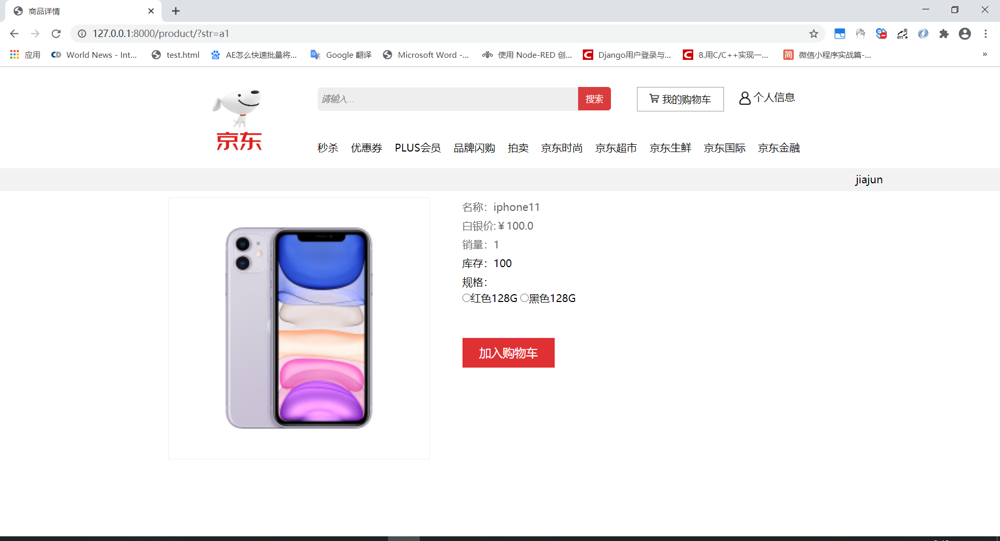 商品详情
127.0.0.1:8000/product/?str=a1
应用 World News - Int... test.html AE怎么快速批量将... Google 翻译 Microsoft Word -... 使用 Node-RED 创... Django用户登录与... 8.用C/C++实现一... 微信小程序实战篇-... »
请输入... 搜索 我的购物车 个人信息
京东
秒杀 优惠券 PLUS会员 品牌闪购 拍卖 京东时尚 京东超市 京东生鲜 京东国际 京东金融
jiajun
名称：iphone11
白银价:￥100.0
销量：1
库存：100
规格：
红色128G 黑色128G
加入购物车